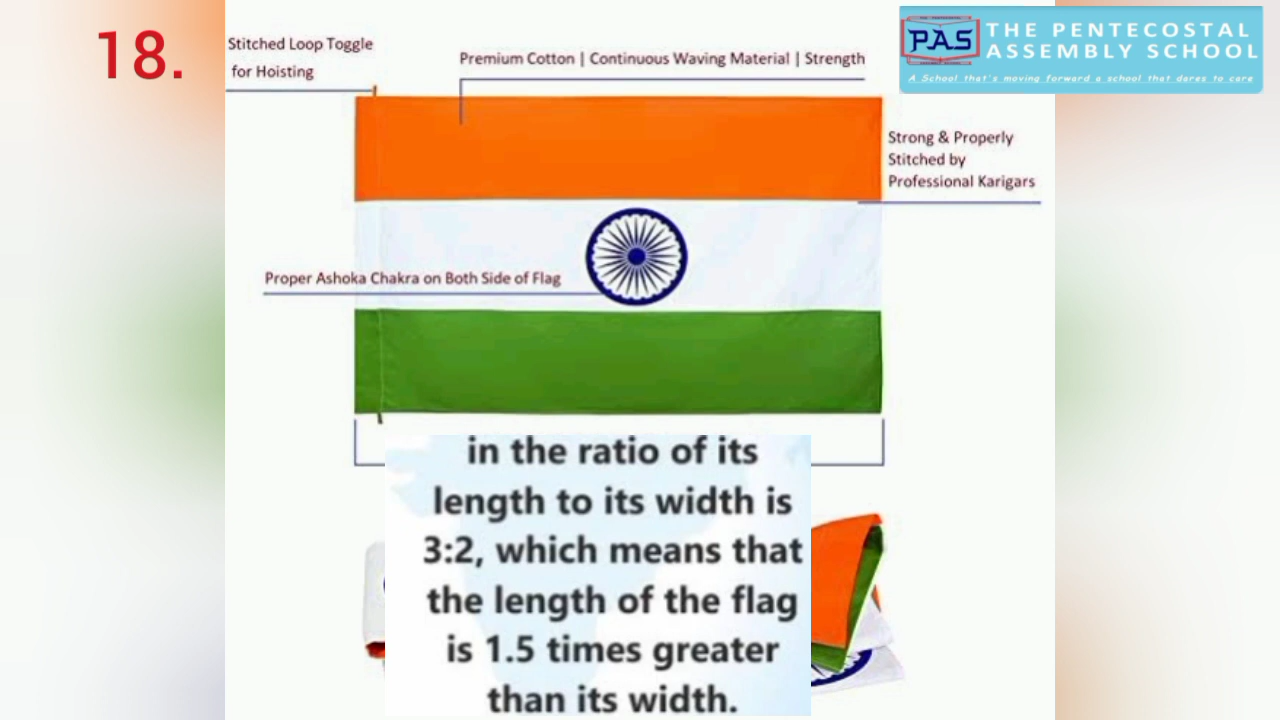 18.
Stitched Loop Toggle
for Hoisting
Premium Cotton | Continuous Waving Material | Strength
PAS
THE PENTECOSTAL
ASSEMBLY SCHOOL
A School that's moving forward a school that dares to care
Strong & Properly
Stitched by
Professional Karigars
Proper Ashoka Chakra on Both Side of Flag
in the ratio of its
length to its width is
3:2, which means that
the length of the flag
is 1.5 times greater
than its width.